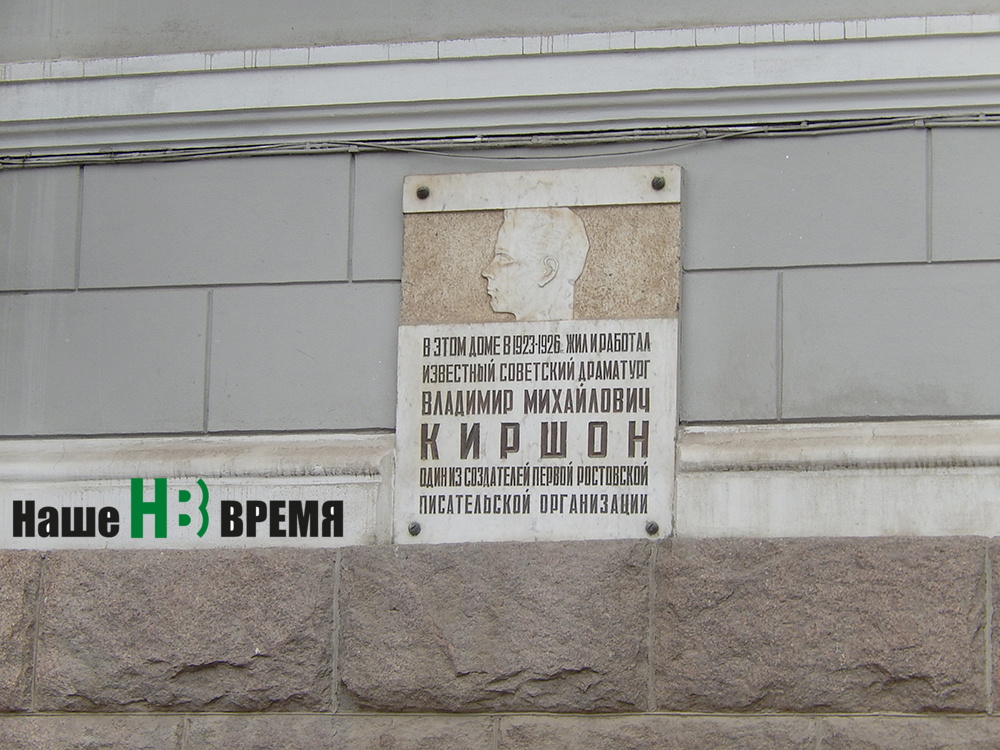 В ЭТОМ ДОМЕ В 1923-1926 ЖИЛ И РАБОТАЛ
ИЗВЕСТНЫЙ СОВЕТСКИЙ ДРАМАТУРГ
ВЛАДИМИР МИХАЙЛОВИЧ
КИРШОН
ОДИН ИЗ СОЗДАТЕЛЕЙ ПЕРВОЙ РОСТОВСКОЙ
ПИСАТЕЛЬСКОЙ ОРГАНИЗАЦИИ
Наше НВ ВРЕМЯ